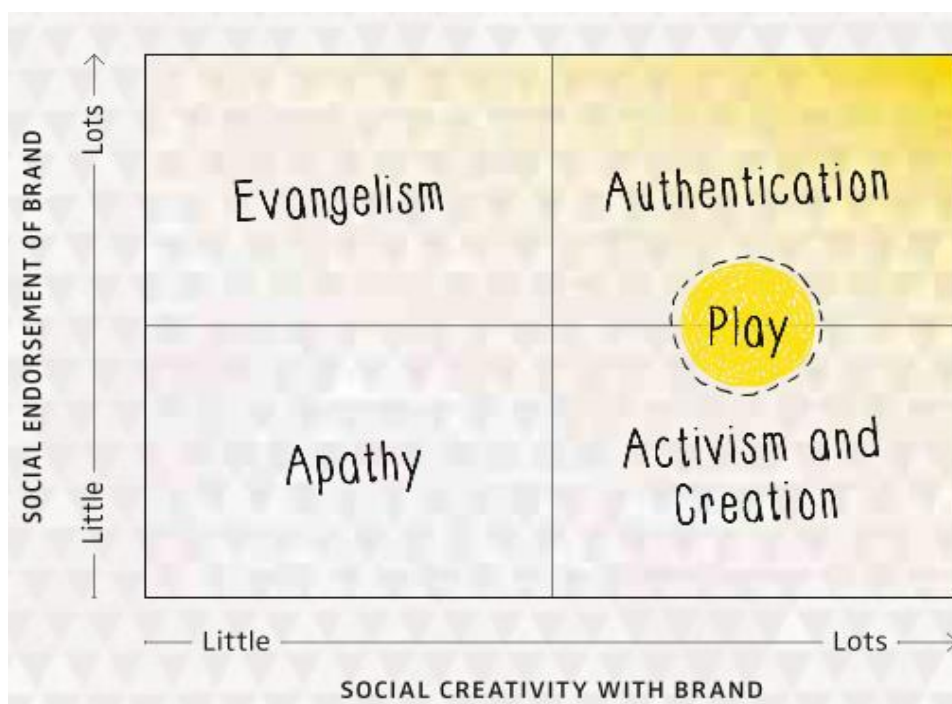 SOCIAL ENDORSEMENT OF BRAND
Lots
Little
Evangelism
Authentication
Play
Apathy
Activism and
Creation
Little
Lots
SOCIAL CREATIVITY WITH BRAND